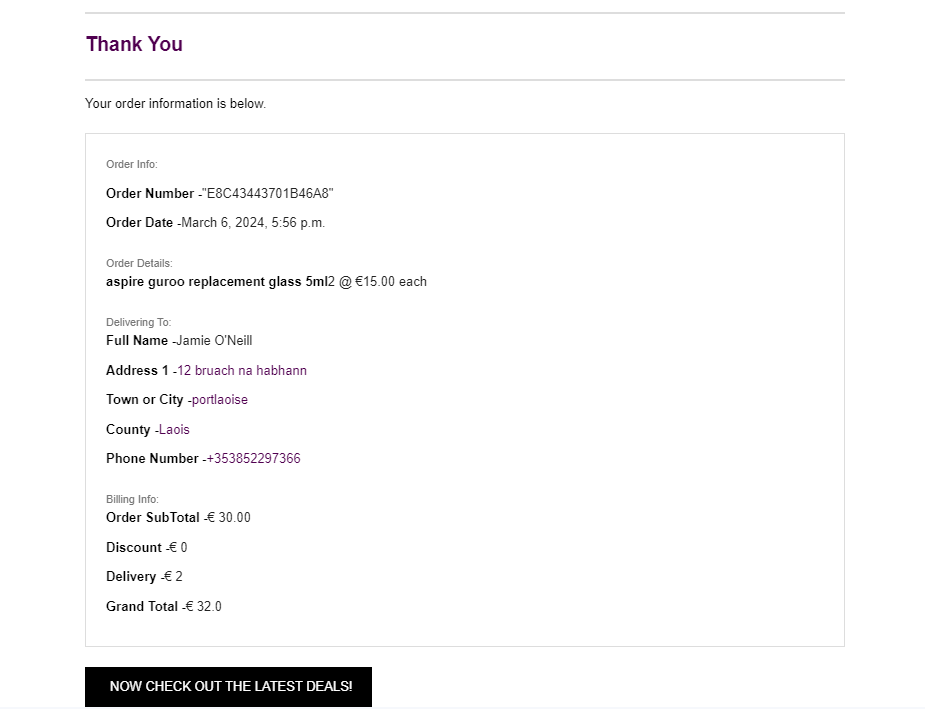 Thank You
Your order information is below.
Order Info:
Order Number -"E8C43443701B46A8"
Order Date -March 6, 2024, 5:56 p.m.
Order Details:
aspire guroo replacement glass 5ml2 @ €15.00 each
Delivering To:
Full Name -Jamie O'Neill
Address 1 -12 bruach na habhann
Town or City -portlaoise
County -Laois
Phone Number -+353852297366
Billing Info:
Order SubTotal -€ 30.00
Discount -€ 0
Delivery -€ 2
Grand Total -€ 32.0
NOW CHECK OUT THE LATEST DEALS!